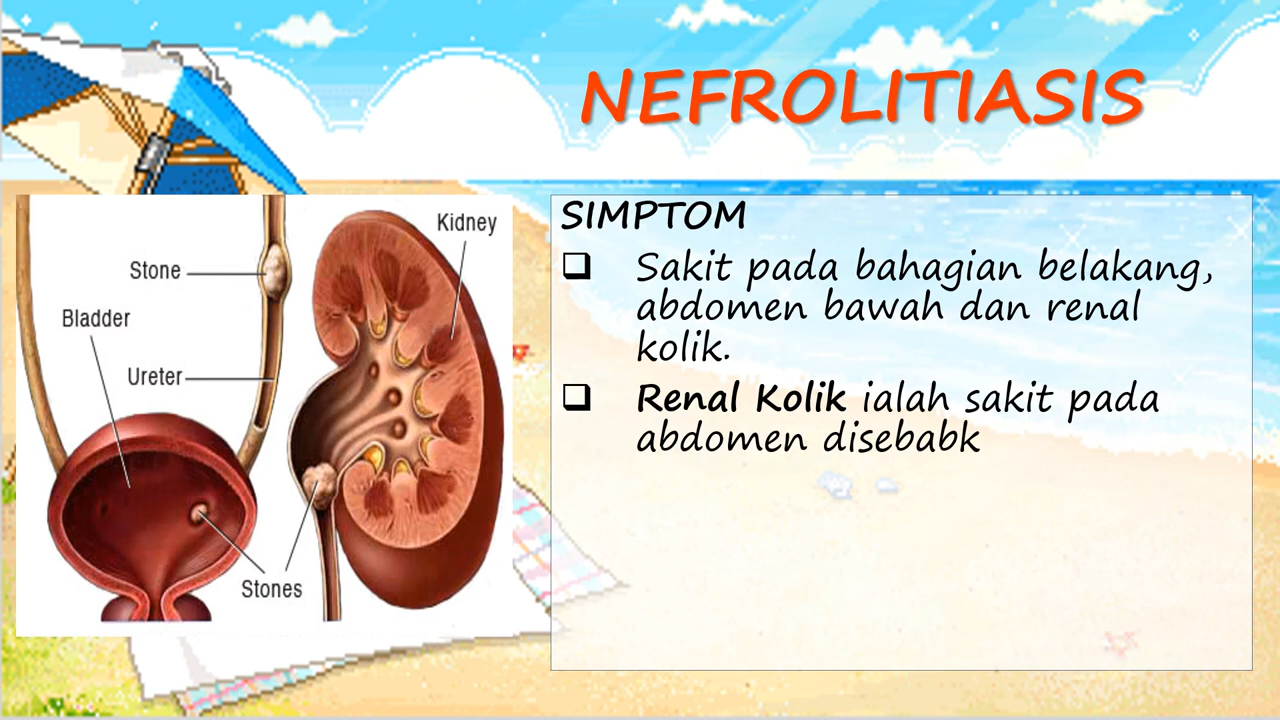 NEFROLITIASIS
Kidney
Stone
Bladder
Ureter
Stones
SIMPTOM
Sakit pada bahagian belakang,
abdomen bawah dan renal
kolik.
Renal Kolik ialah sakit pada
abdomen disebabk